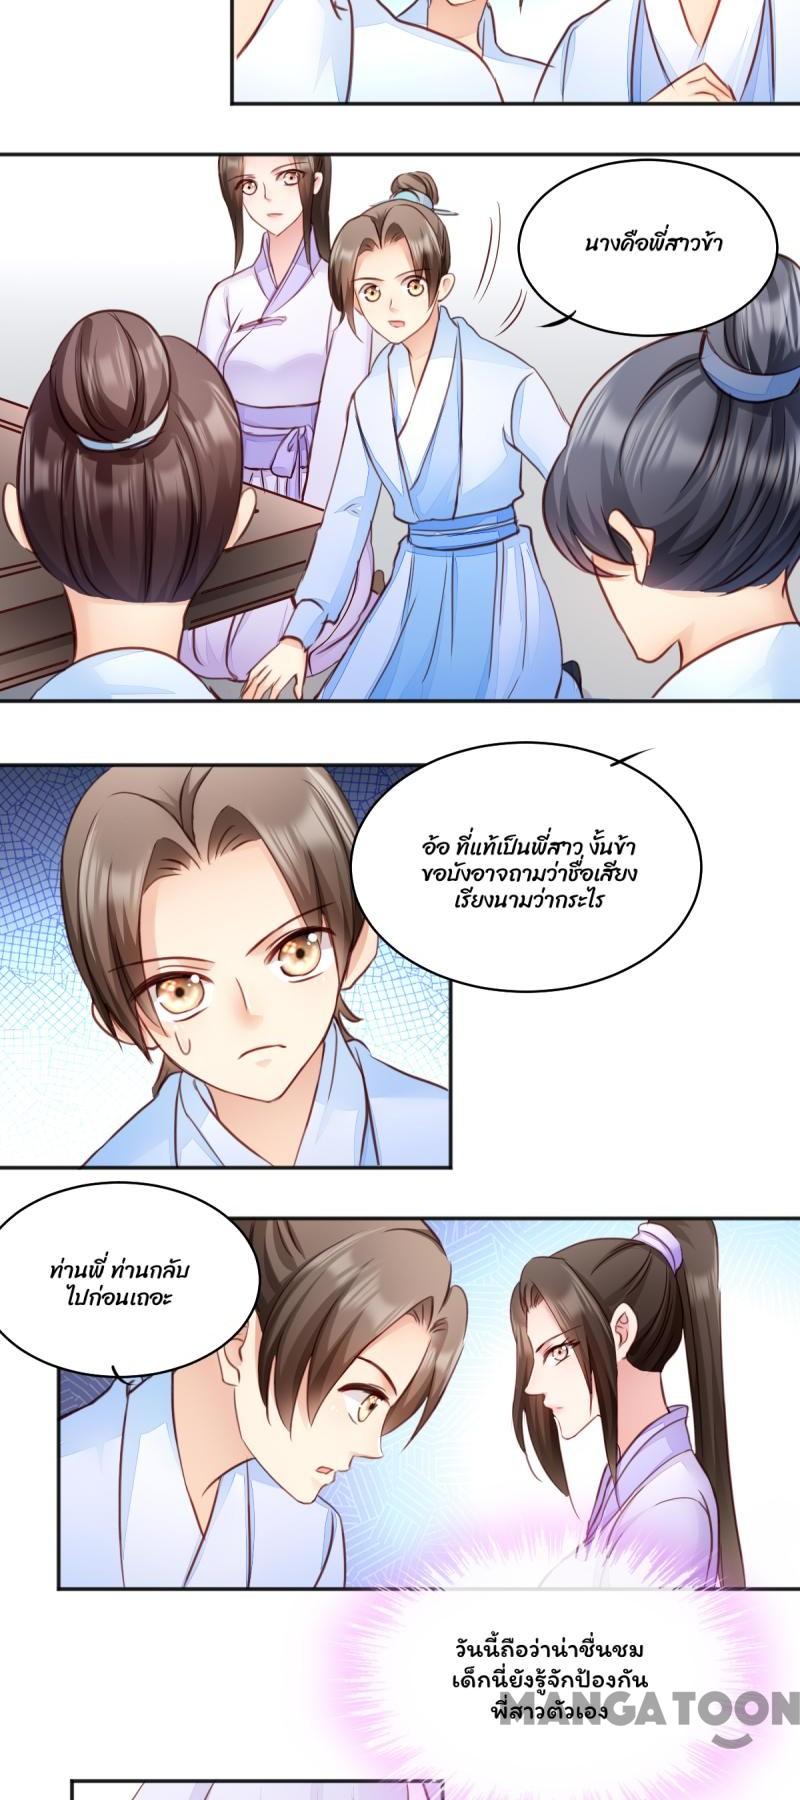 นางคือพี่สาวข้า
อ้อ ที่แท้เป็นพี่สาว งั้นข้า
ขอบังอาจถามว่าชื่อเสียง
เรียงนามว่ากระไร
ท่านพี่ ท่านกลับ
ไปก่อนเถอะ
วันนี้ถือว่าน่าชื่นชม
เด็กนี่ยังรู้จักป้องกัน
พี่สาวตัวเอง
MANGATOON